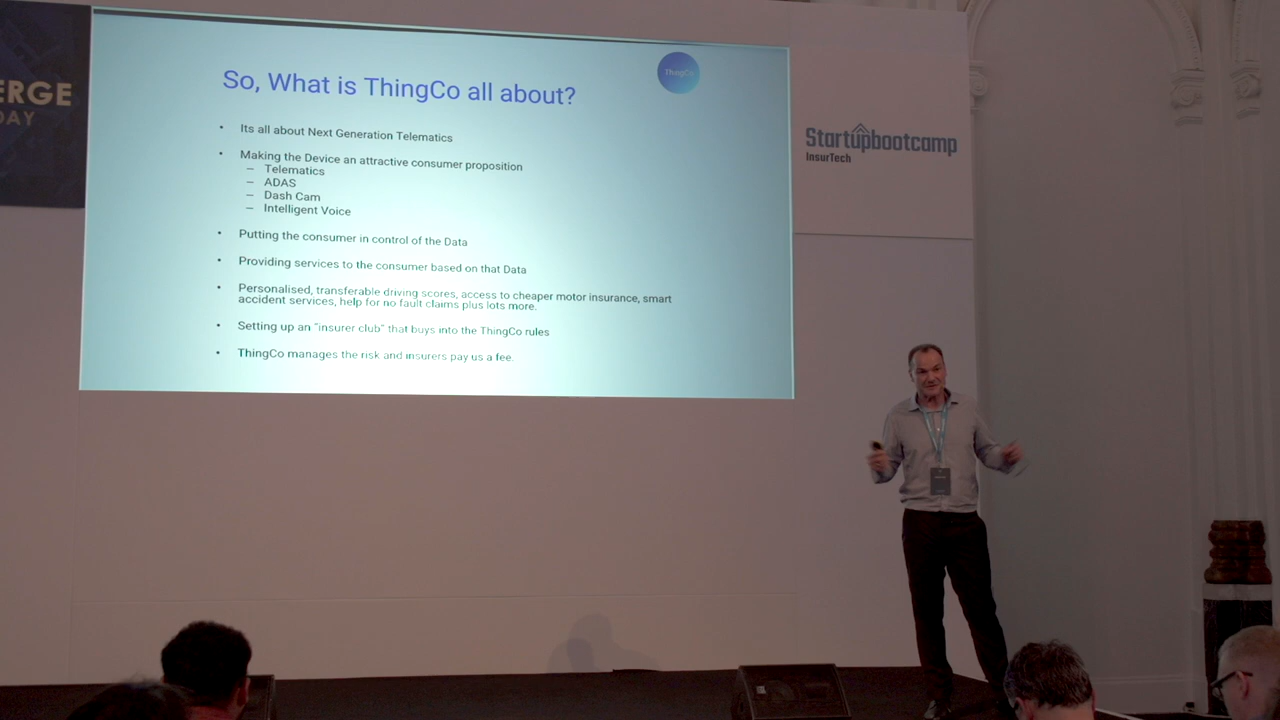 ERGE
DAY
So, What is ThingCo all about?
ThingCo
• Its all about Next Generation Telematics
• Making the Device an attractive consumer proposition
– Telematics
– ADAS
– Dash Cam
– Intelligent Voice
• Putting the consumer in control of the Data
• Providing services to the consumer based on that Data
• Personalised, transferable driving scores, access to cheaper motor insurance, smart
accident services, help for no fault claims plus lots more.
• Setting up an "insurer club" that buys into the ThingCo rules
• ThingCo manages the risk and insurers pay us a fee.
Startupbootcamp
InsurTech